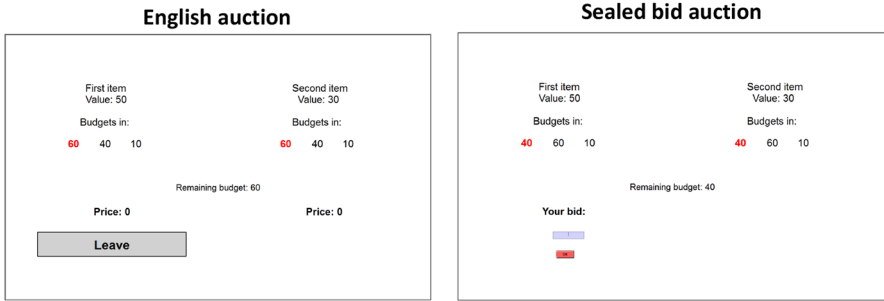 English auction
First item
Value: 50
Second item
Value: 30
Budgets in:
Budgets in:
60 40 10
60 40 10
Remaining budget: 60
Price: 0
Price: 0
Leave
Sealed bid auction
First item
Value: 50
Second item
Value: 30
Budgets in:
Budgets in:
40 60 10
40 60 10
Remaining budget: 40
Your bid: